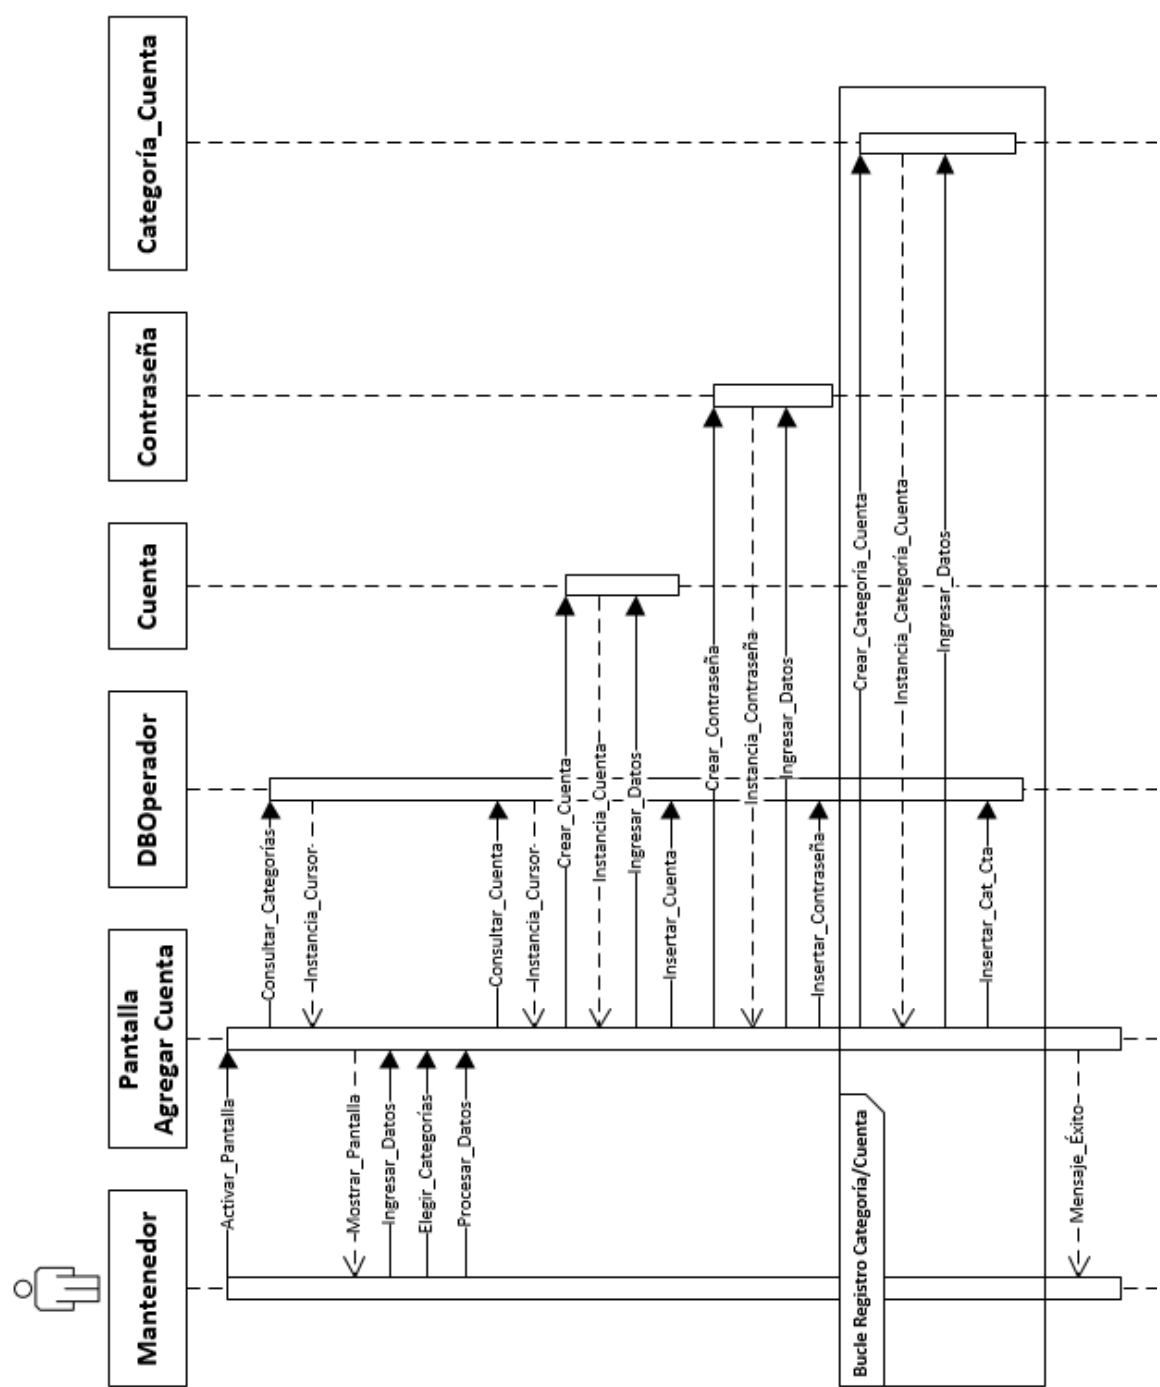 Mantenedor
Pantalla
Agregar Cuenta
DBOperador
Cuenta
Contraseña
Categoría_Cuenta
Activar_Pantalla
Consultar_Categorías
Instancia_Cursor
Mostrar_Pantalla
Ingresar_Datos
Elegir_Categorías
Procesar_Datos
Consultar_Cuenta
Instancia_Cursor
Crear_Cuenta
Instancia_Cuenta
Ingresar_Datos
Insertar_Cuenta
Crear_Contraseña
Instancia_Contraseña
Ingresar_Datos
Insertar_Contraseña
Bucle Registro Categoría/Cuenta
Crear_Categoría_Cuenta
Instancia_Categoría_Cuenta
Ingresar_Datos
Insertar_Cat_Cta
Mensaje_Éxito